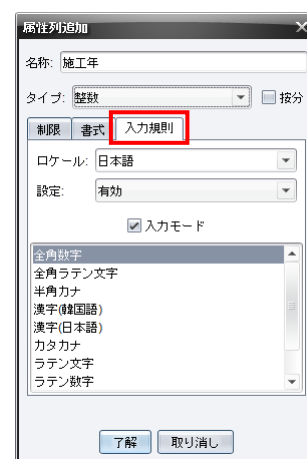 属性列追加
名称: 施工年
タイプ: 整数 按分
制限 書式 入力規則
ロケール: 日本語
設定: 有効
入力モード
全角数字
全角ラテン文字
半角カナ
漢字(韓国語)
漢字(日本語)
カタカナ
ラテン文字
ラテン数字
了解 取り消し